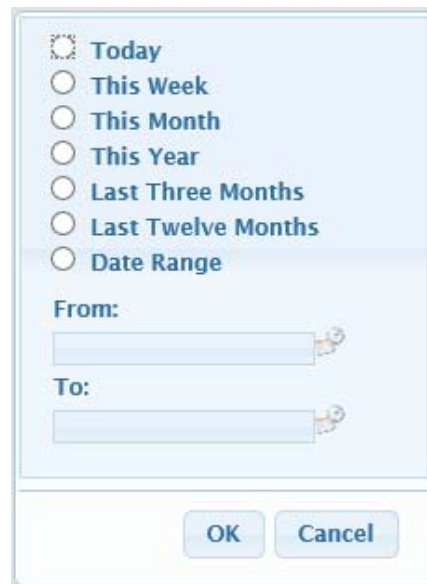 Today
This Week
This Month
This Year
Last Three Months
Last Twelve Months
Date Range
From:
To:
OK
Cancel